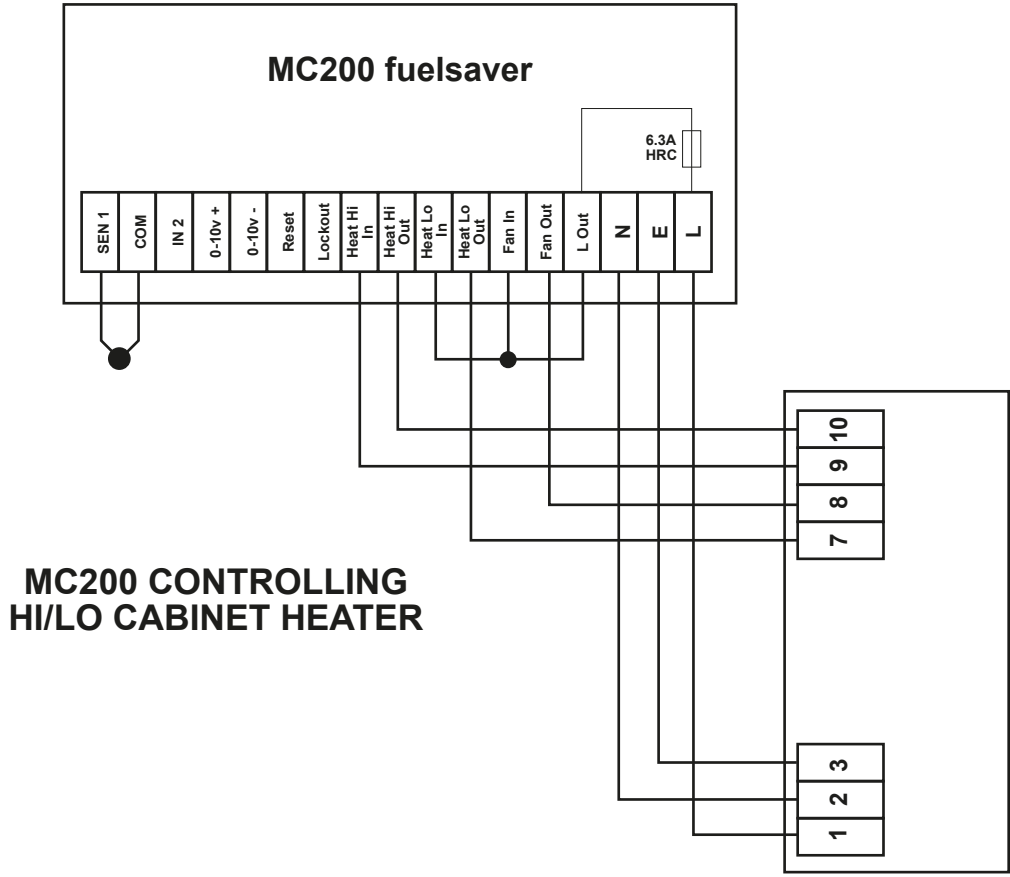 MC200 fuelsaver
6.3A
HRC
SEN 1
COM
IN 2
0-10v +
0-10v -
Reset
Lockout
Heat Hi
In
Heat Hi
Out
Heat Lo
In
Heat Lo
Out
Fan In
Fan Out
L Out
N
E
L
10
9
8
7
MC200 CONTROLLING
HI/LO CABINET HEATER
3
2
1